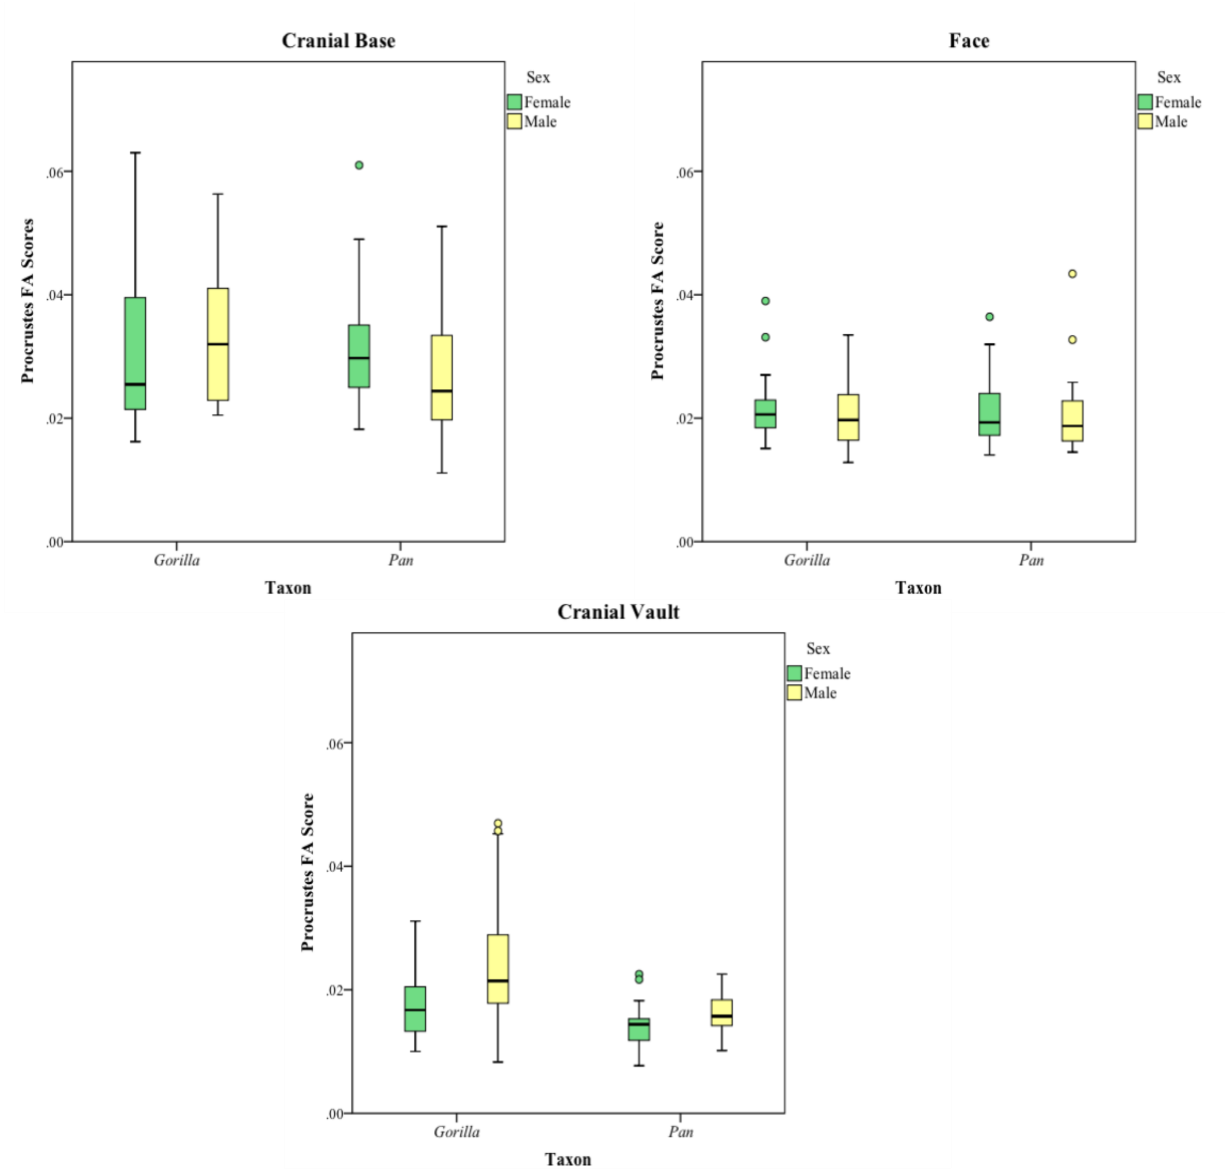 Cranial Base
Sex
Female
Male
Procrustes FA Scores
.06
.04
.02
.00
Gorilla
Pan
Taxon
Face
Sex
Female
Male
Procrustes FA Score
.06
.04
.02
.00
Gorilla
Pan
Taxon
Cranial Vault
Sex
Female
Male
Procrustes FA Score
.06
.04
.02
.00
Gorilla
Pan
Taxon